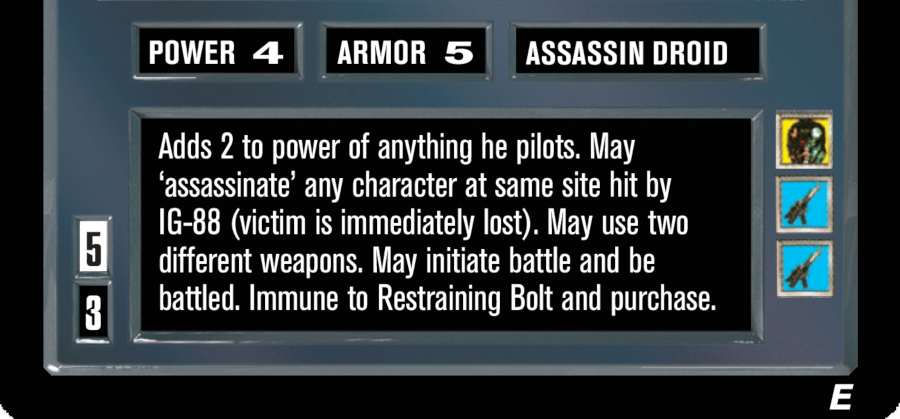 POWER 4 ARMOR 5 ASSASSIN DROID
Adds 2 to power of anything he pilots. May
‘assassinate’ any character at same site hit by
IG-88 (victim is immediately lost). May use two
different weapons. May initiate battle and be
battled. Immune to Restraining Bolt and purchase.
5
3
E